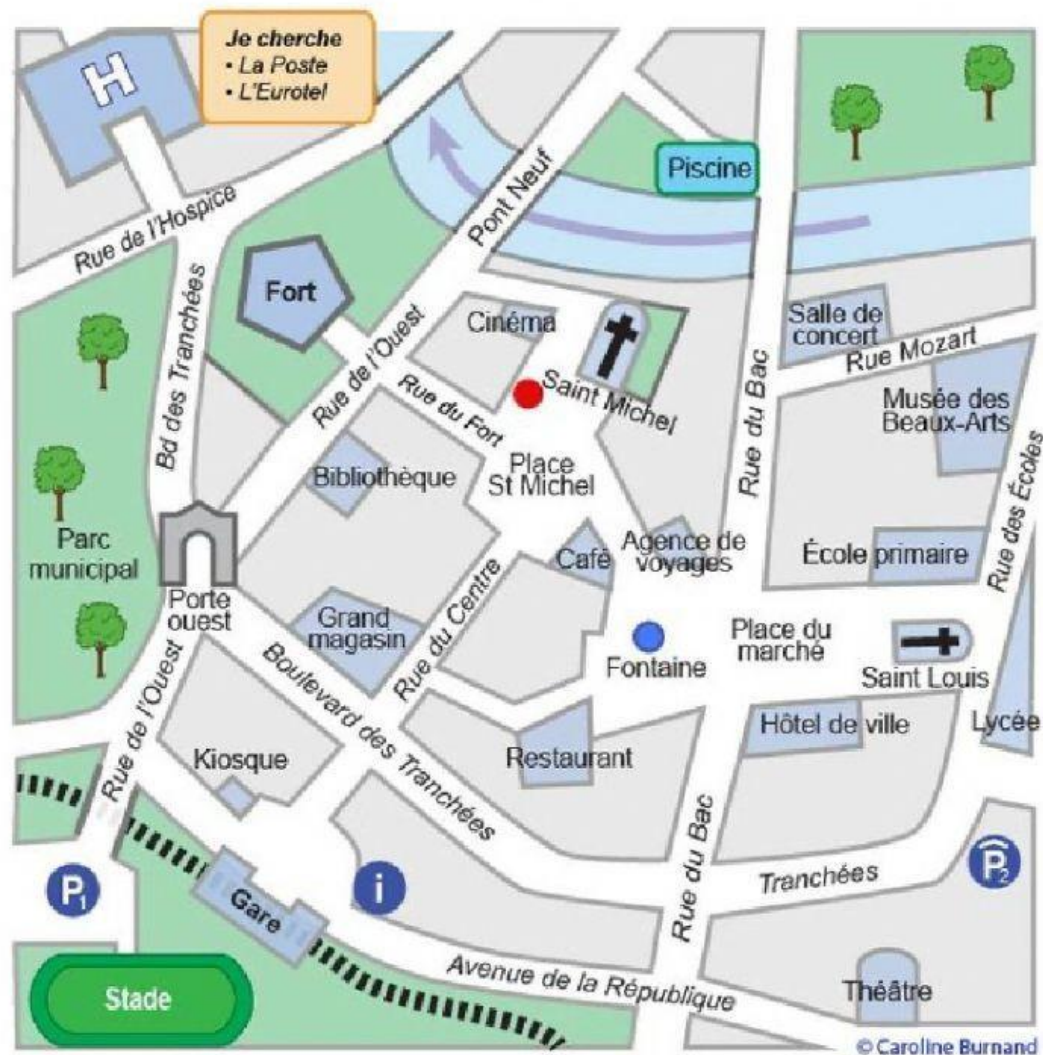 Je cherche
• La Poste
• L'Eurotel
H
Piscine
Pont Neuf
Rue de l'Hospice
Fort
Bd des Tranchées
Cinéma
Salle de
concert
Rue Mozart
Rue de l'Ouest
Rue du Fort
Saint Michel
Rue du Bac
Musée des
Beaux-Arts
Bibliothèque
Place
St Michel
Rue des Écoles
Parc
municipal
Café
Agence de
voyages
École primaire
Porte
ouest
Grand
magasin
Rue du Centre
Place du
marché
Fontaine
Saint Louis
Boulevard des Tranchées
Rue de l'Ouest
Kiosque
Restaurant
Hôtel de ville
Lycée
Rue du Bac
Tranchées
P1
i
P2
Gare
Avenue de la République
Stade
Théâtre
© Caroline Burnand